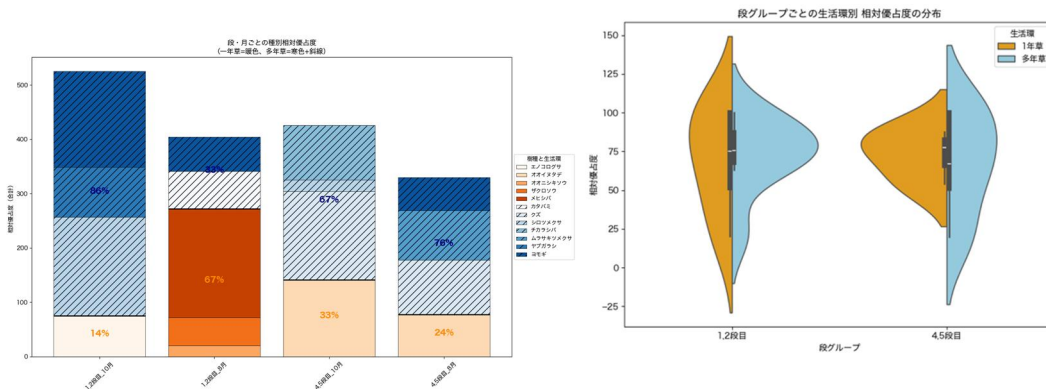 段・月ごとの種別相対優占度
（一年草=暖色、多年草=寒色+斜線）
相対優占度（合計）
500
400
300
200
100
0
86%
14%
33%
67%
67%
33%
76%
24%
1,2段目_10月
1,2段目_8月
4,5段目_10月
4,5段目_8月
樹種と生活環
エノコログサ
オオイヌタデ
オオニシキソウ
ザクロソウ
メヒシバ
カタバミ
クズ
シロツメクサ
チカラシバ
ムラサキツメクサ
ヤブガラシ
ヨモギ
段グループごとの生活環別 相対優占度の分布
生活環
1年草
多年草
相対優占度
150
125
100
75
50
25
0
−25
1,2段目
4,5段目
段グループ